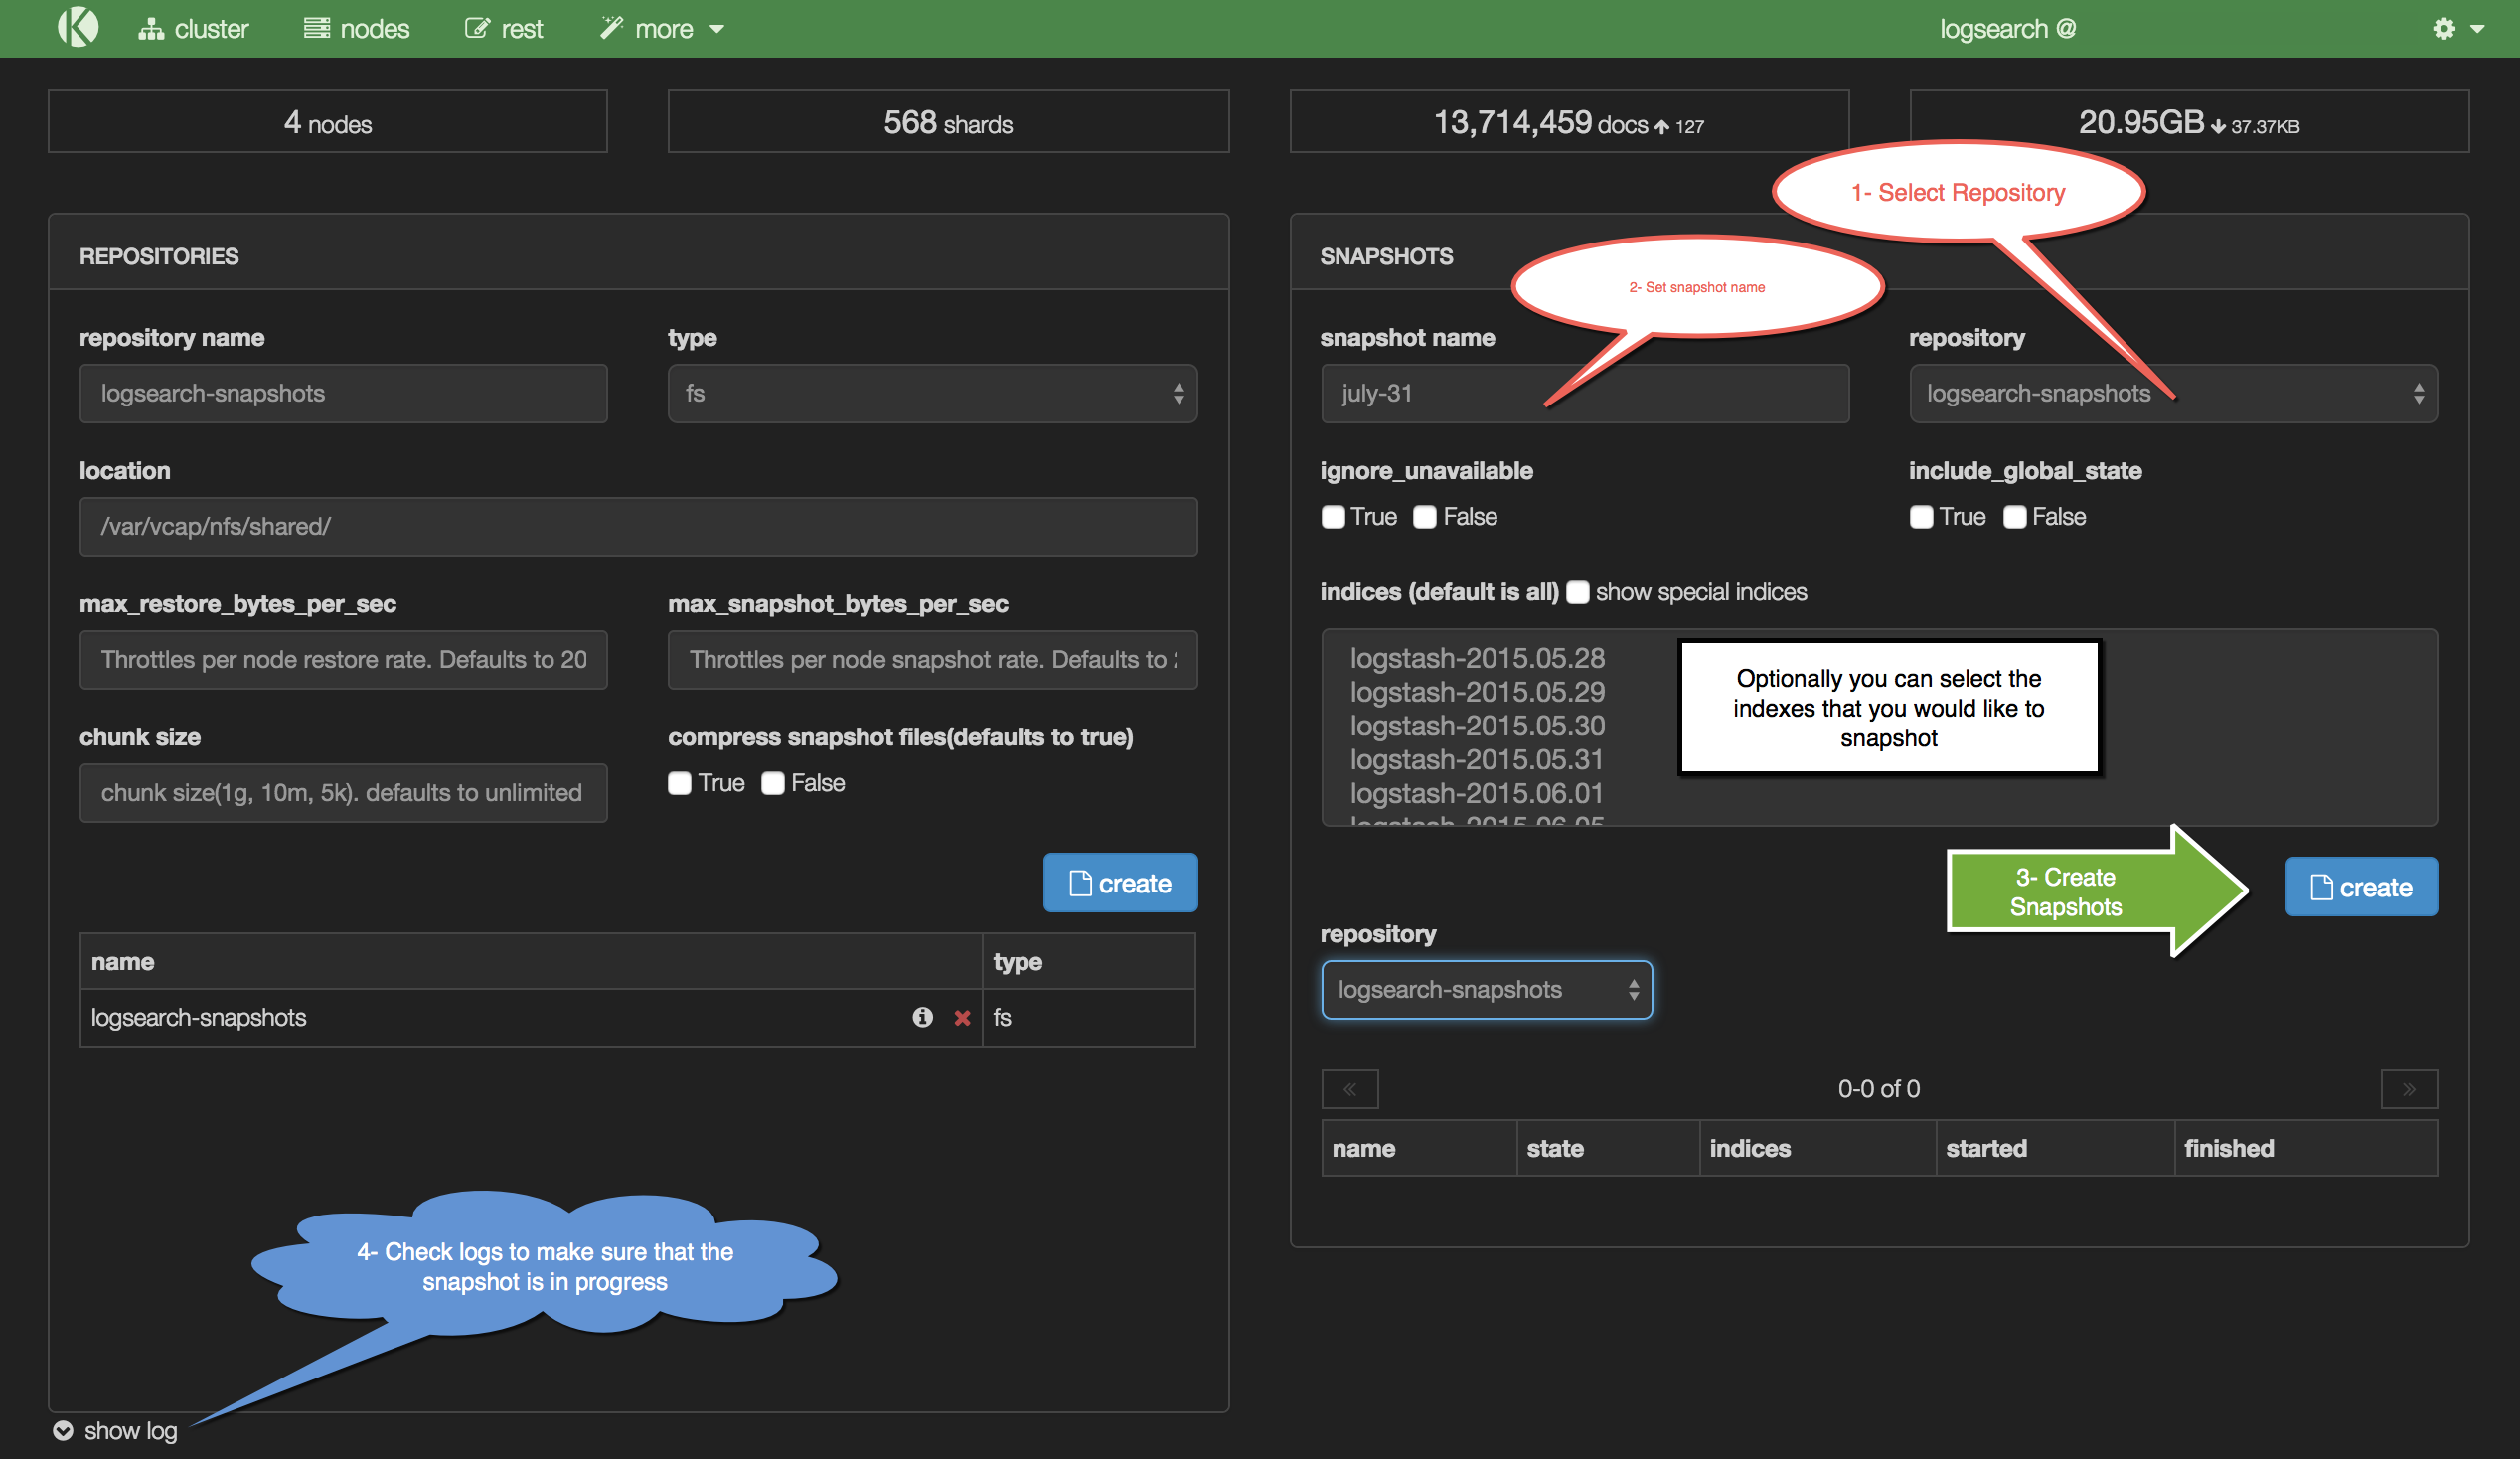 cluster nodes rest more logsearch @
4 nodes
568 shards
13,714,459 docs 127
20.95GB 37.37KB
REPOSITORIES
repository name type
logsearch-snapshots fs
location
/var/vcap/nfs/shared/
max_restore_bytes_per_sec max_snapshot_bytes_per_sec
Throttles per node restore rate. Defaults to 20 Throttles per node snapshot rate. Defaults to
chunk size compress snapshot files(defaults to true)
chunk size(1g, 10m, 5k). defaults to unlimited True False
create
name type
logsearch-snapshots fs
4- Check logs to make sure that the
snapshot is in progress
show log
1- Select Repository
SNAPSHOTS
2- Set snapshot name
snapshot name repository
july-31 logsearch-snapshots
ignore_unavailable include_global_state
True False True False
indices (default is all) show special indices
logstash-2015.05.28
logstash-2015.05.29
logstash-2015.05.30
logstash-2015.05.31
logstash-2015.06.01
logstash-2015.06.05
Optionally you can select the
indexes that you would like to
snapshot
3- Create
Snapshots
create
repository
logsearch-snapshots
« 0-0 of 0 »
name state indices started finished